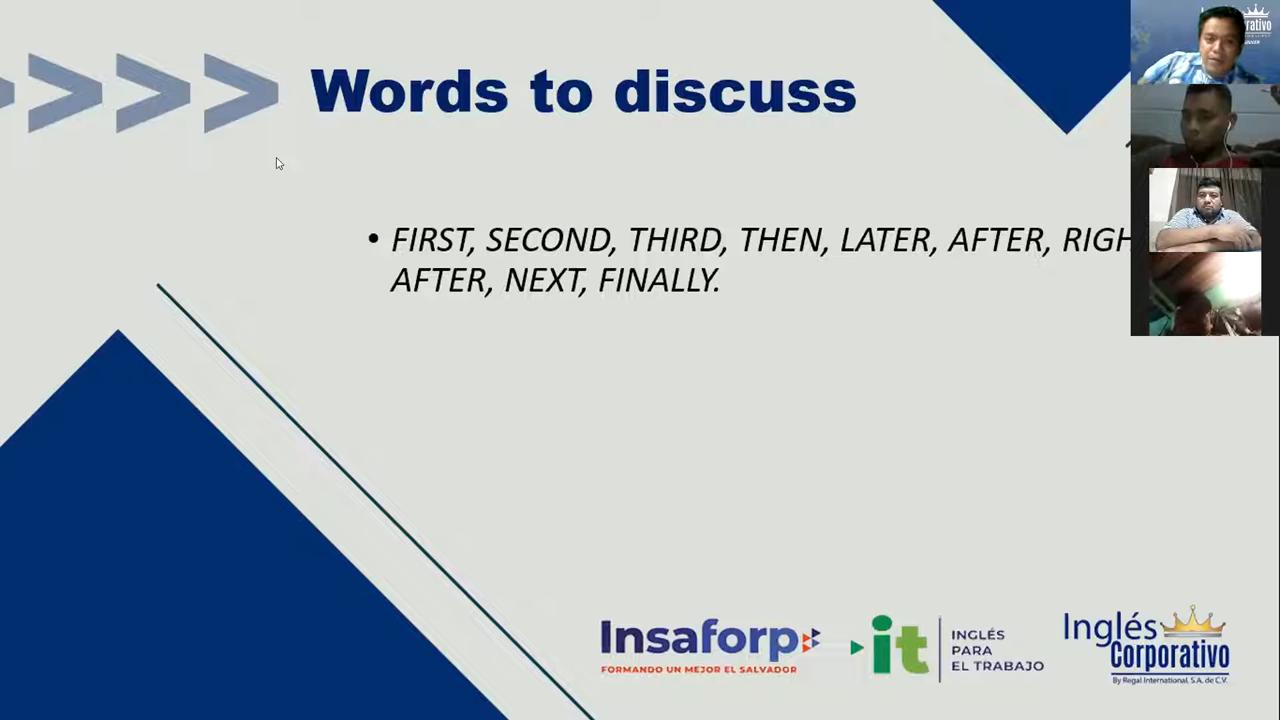 Words to discuss
• FIRST, SECOND, THIRD, THEN, LATER, AFTER,
AFTER, NEXT, FINALLY.
Insaforp
FORMANDO UN MEJOR EL SALVADOR
it
INGLÉS
PARA
EL TRABAJO
Inglés
Corporativo
By Regal International, S.A. de C.V.